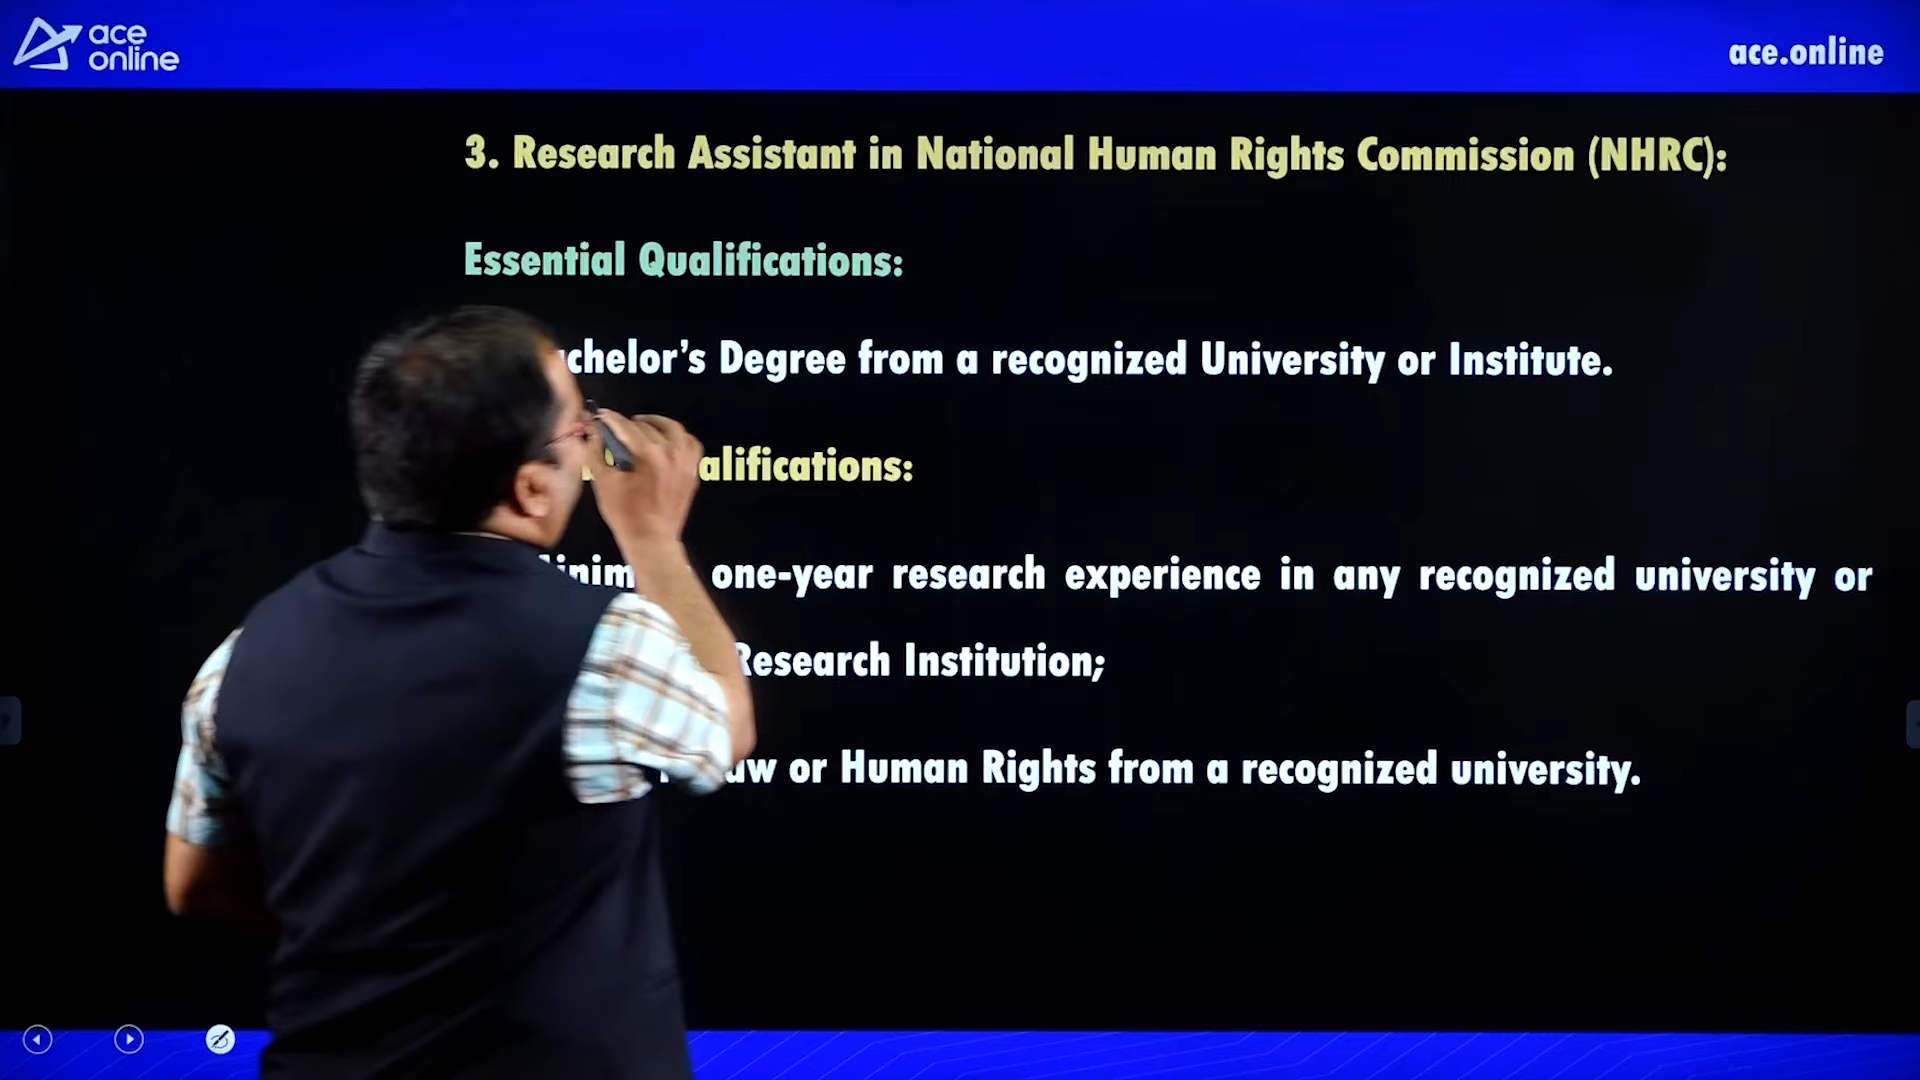 ace
online
ace.online
3. Research Assistant in National Human Rights Commission (NHRC):
Essential Qualifications:
Bachelor's Degree from a recognized University or Institute.
alifications:
one-year research experience in any recognized university or
Research Institution;
or Human Rights from a recognized university.